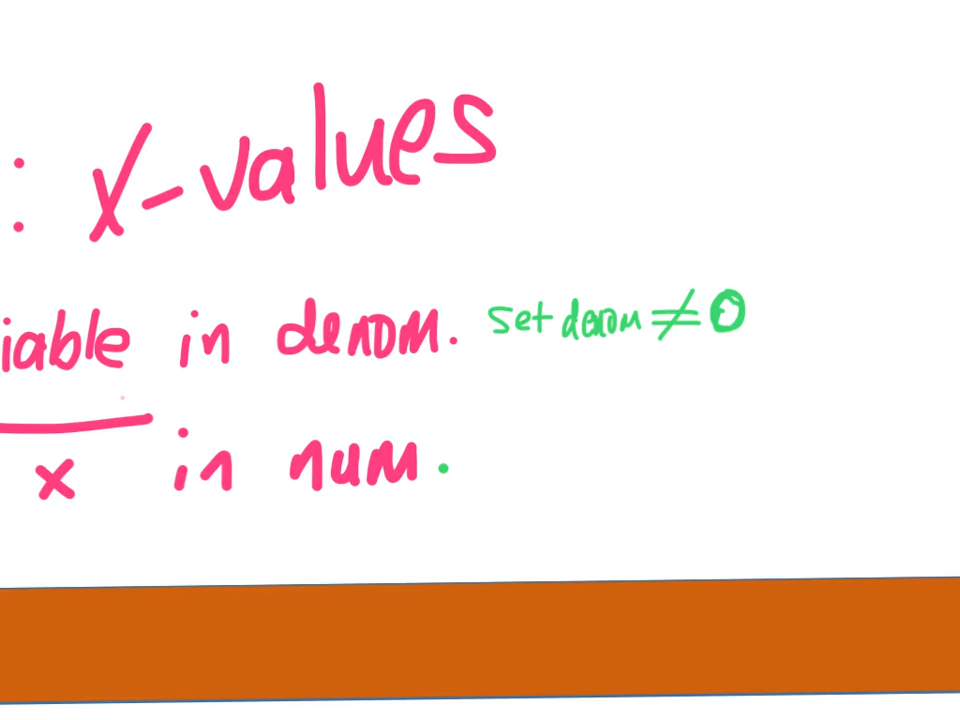 : X-values
iable in denom. set denom ≠ 0
x in num.